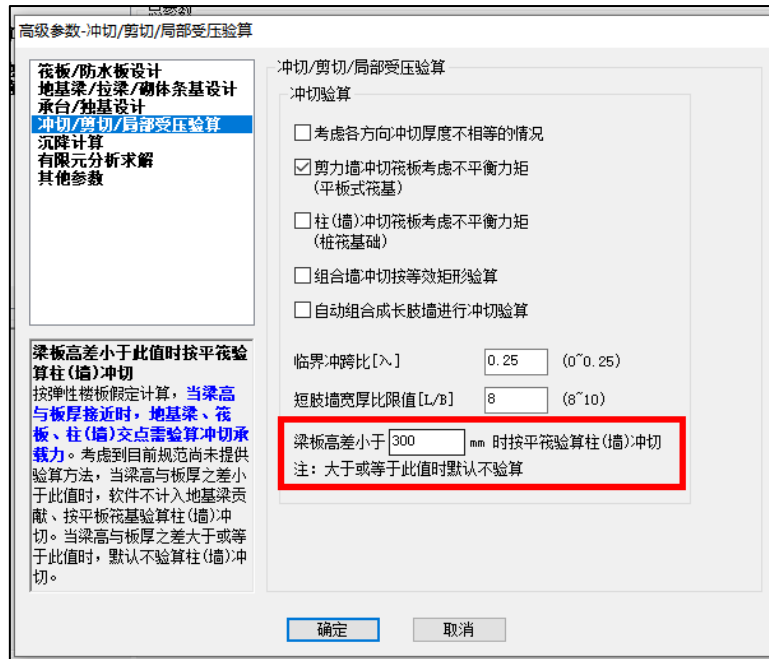 总参数
高级参数-冲切/剪切/局部受压验算
筏板/防水板设计
地基梁/拉梁/砌体条基设计
承台/独基设计
冲切/剪切/局部受压验算
沉降计算
有限元分析求解
其他参数
梁板高差小于此值时按平筏验
算柱(墙)冲切
按弹性楼板假定计算，当梁高
与板厚接近时，地基梁、筏
板、柱(墙)交点需验算冲切承
载力。考虑到目前规范尚未提供
验算方法，当梁高与板厚之差小
于此值时，软件不计入地基梁贡
献、按平板筏基验算柱(墙)冲
切。当梁高与板厚之差大于或等
于此值时，默认不验算柱(墙)冲
切。
冲切/剪切/局部受压验算
冲切验算
考虑各方向冲切厚度不相等的情况
剪力墙冲切筏板考虑不平衡力矩
(平板式筏基)
柱(墙)冲切筏板考虑不平衡力矩
(桩筏基础)
组合墙冲切按等效矩形验算
自动组合成长肢墙进行冲切验算
临界冲跨比[λ] 0.25 (0~0.25)
短肢墙宽厚比限值[L/B] 8 (8~10)
梁板高差小于 300 mm 时按平筏验算柱(墙)冲切
注: 大于或等于此值时默认不验算
确定 取消